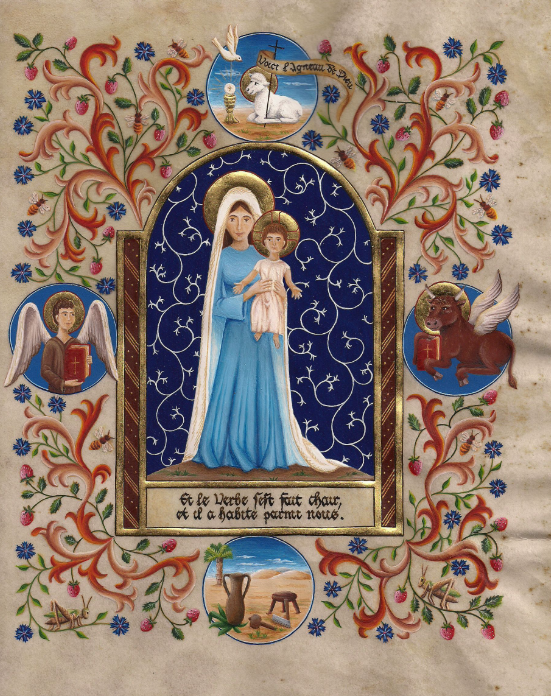 Voici l'Agneau de Dieu
Et le Verbe s'est fait chair,
et il a habité parmi nous.